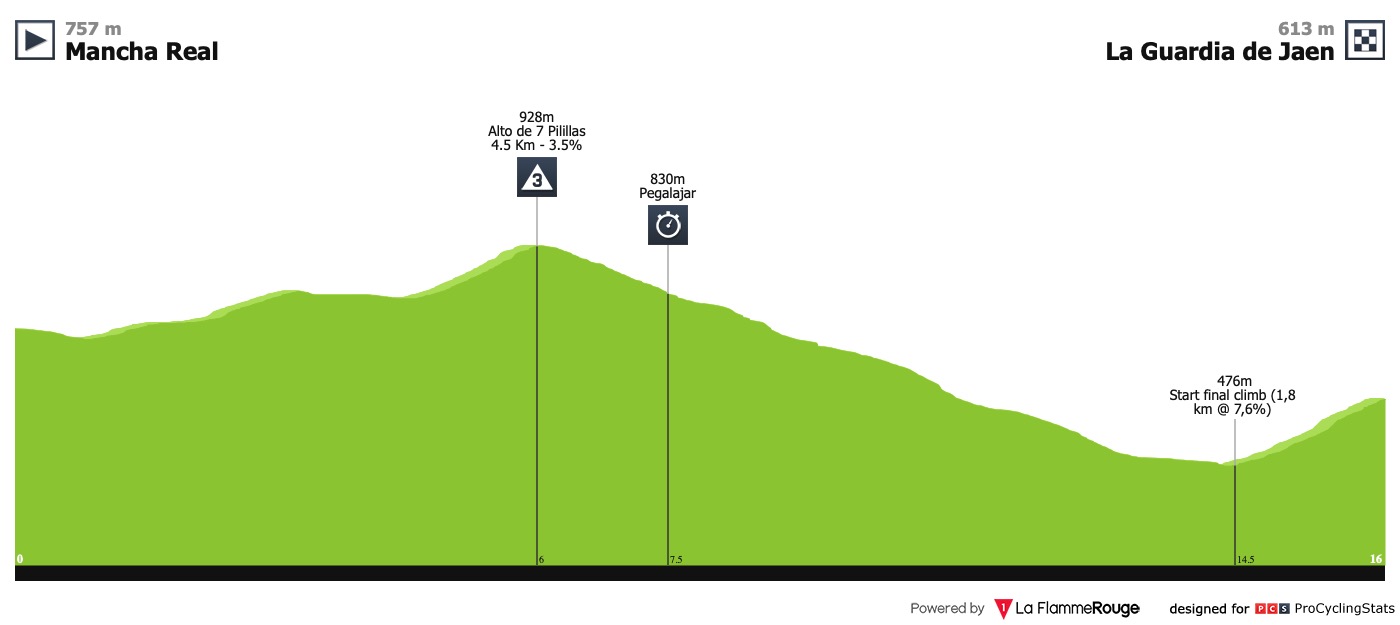 757 m
Mancha Real
613 m
La Guardia de Jaen
928m
Alto de 7 Pilillas
4.5 Km - 3.5%
3
830m
Pegalajar
476m
Start final climb (1,8
km @ 7,6%)
0
6
7.5
14.5
16
Powered by 1 La FlammeRouge
designed for PCS ProCyclingStats